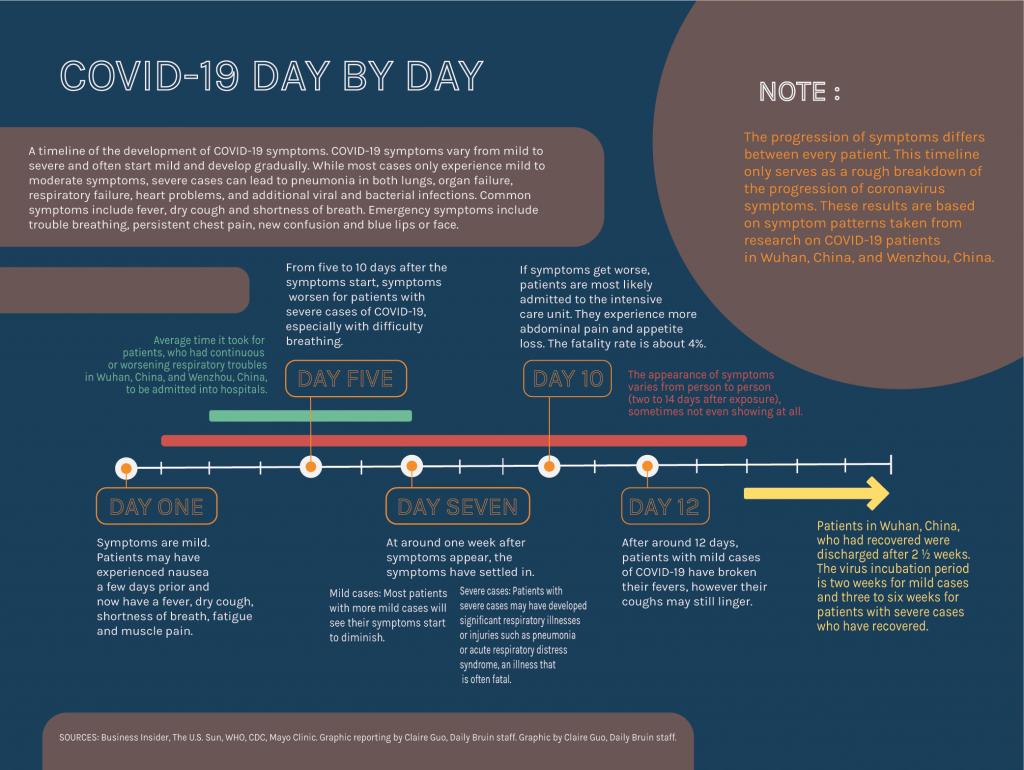 COVID-19 DAY BY DAY
NOTE :
The progression of symptoms differs
between every patient. This timeline
only serves as a rough breakdown of
the progression of coronavirus
symptoms. These results are based
on symptom patterns taken from
research on COVID-19 patients
in Wuhan, China, and Wenzhou, China.
A timeline of the development of COVID-19 symptoms. COVID-19 symptoms vary from mild to
severe and often start mild and develop gradually. While most cases only experience mild to
moderate symptoms, severe cases can lead to pneumonia in both lungs, organ failure,
respiratory failure, heart problems, and additional viral and bacterial infections. Common
symptoms include fever, dry cough and shortness of breath. Emergency symptoms include
trouble breathing, persistent chest pain, new confusion and blue lips or face.
From five to 10 days after the
symptoms start, symptoms
worsen for patients with
severe cases of COVID-19,
especially with difficulty
breathing.
If symptoms get worse,
patients are most likely
admitted to the intensive
care unit. They experience more
abdominal pain and appetite
loss. The fatality rate is about 4%.
Average time it took for
patients, who had continuous
or worsening respiratory troubles
in Wuhan, China, and Wenzhou, China,
to be admitted into hospitals.
DAY FIVE
DAY 10
The appearance of symptoms
varies from person to person
(two to 14 days after exposure),
sometimes not even showing at all.
DAY ONE
DAY SEVEN
DAY 12
Symptoms are mild.
Patients may have
experienced nausea
a few days prior and
now have a fever, dry cough,
shortness of breath, fatigue
and muscle pain.
At around one week after
symptoms appear, the
symptoms have settled in.
Mild cases: Most patients
with more mild cases will
see their symptoms start
to diminish.
Severe cases: Patients with
severe cases may have developed
significant respiratory illnesses
or injuries such as pneumonia
or acute respiratory distress
syndrome, an illness that
is often fatal.
After around 12 days,
patients with mild cases
of COVID-19 have broken
their fevers, however their
coughs may still linger.
Patients in Wuhan, China,
who had recovered were
discharged after 2 ½ weeks.
The virus incubation period
is two weeks for mild cases
and three to six weeks for
patients with severe cases
who have recovered.
SOURCES: Business Insider, The U.S. Sun, WHO, CDC, Mayo Clinic. Graphic reporting by Claire Guo, Daily Bruin staff. Graphic by Claire Guo, Daily Bruin staff.